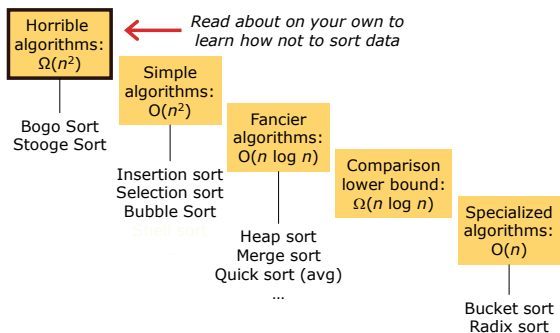 Horrible
algorithms:
Ω(n²)
Read about on your own to
learn how not to sort data
Bogo Sort
Stooge Sort
Simple
algorithms:
O(n²)
Insertion sort
Selection sort
Bubble Sort
Shell sort
Fancier
algorithms:
O(n log n)
Heap sort
Merge sort
Quick sort (avg)
…
Comparison
lower bound:
Ω(n log n)
Specialized
algorithms:
O(n)
Bucket sort
Radix sort